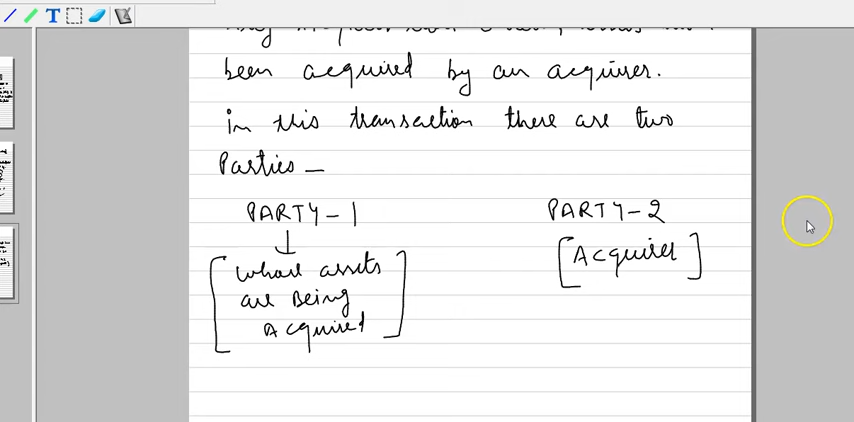 been acquired by an acquirer.
in this transaction there are two
Parties —
PARTY-1
PARTY-2
[Acquirer]
[whose assets
are Being
Acquired]